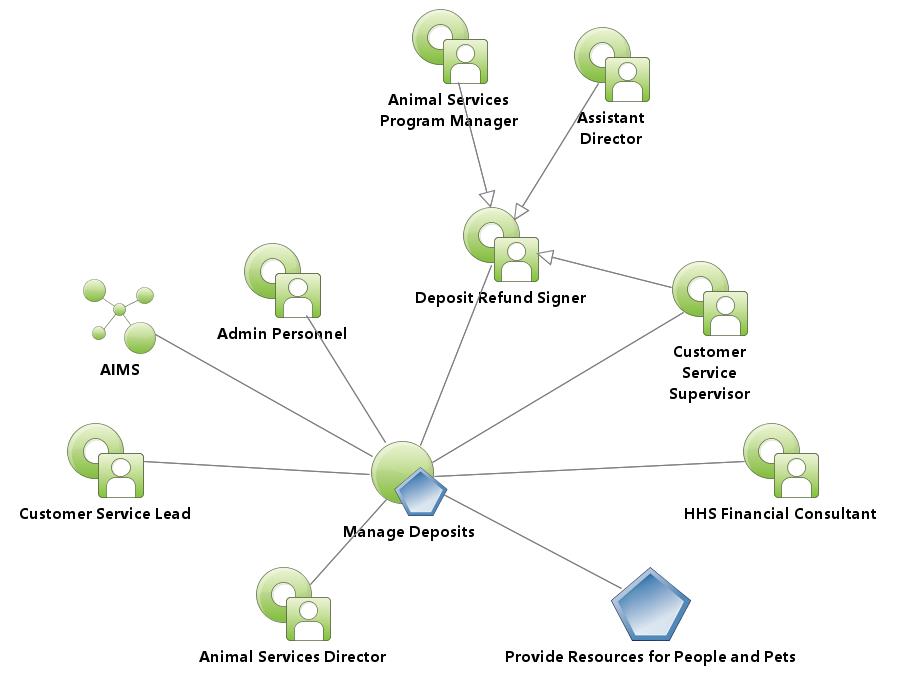 Animal Services
Program Manager
Assistant
Director
Deposit Refund Signer
Admin Personnel
AIMS
Customer
Service
Supervisor
Customer Service Lead
HHS Financial Consultant
Manage Deposits
Animal Services Director
Provide Resources for People and Pets